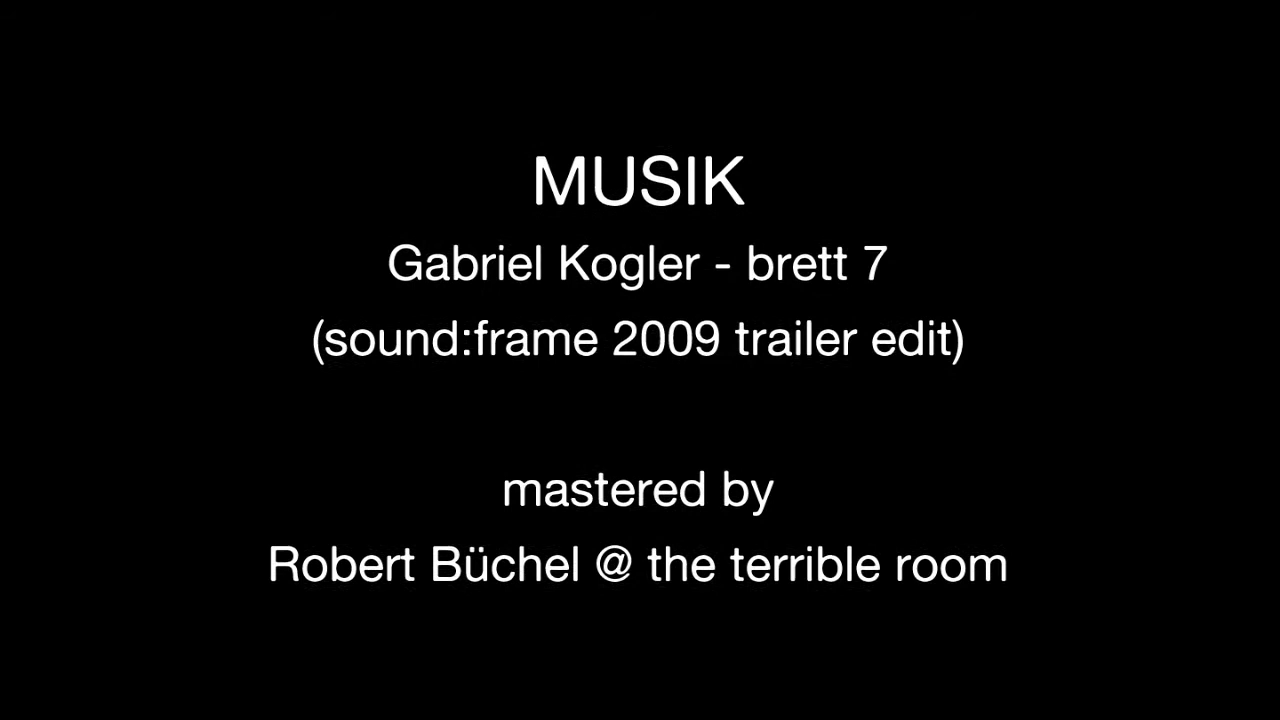 MUSIK
Gabriel Kogler - brett 7
(sound:frame 2009 trailer edit)
mastered by
Robert Büchel @ the terrible room